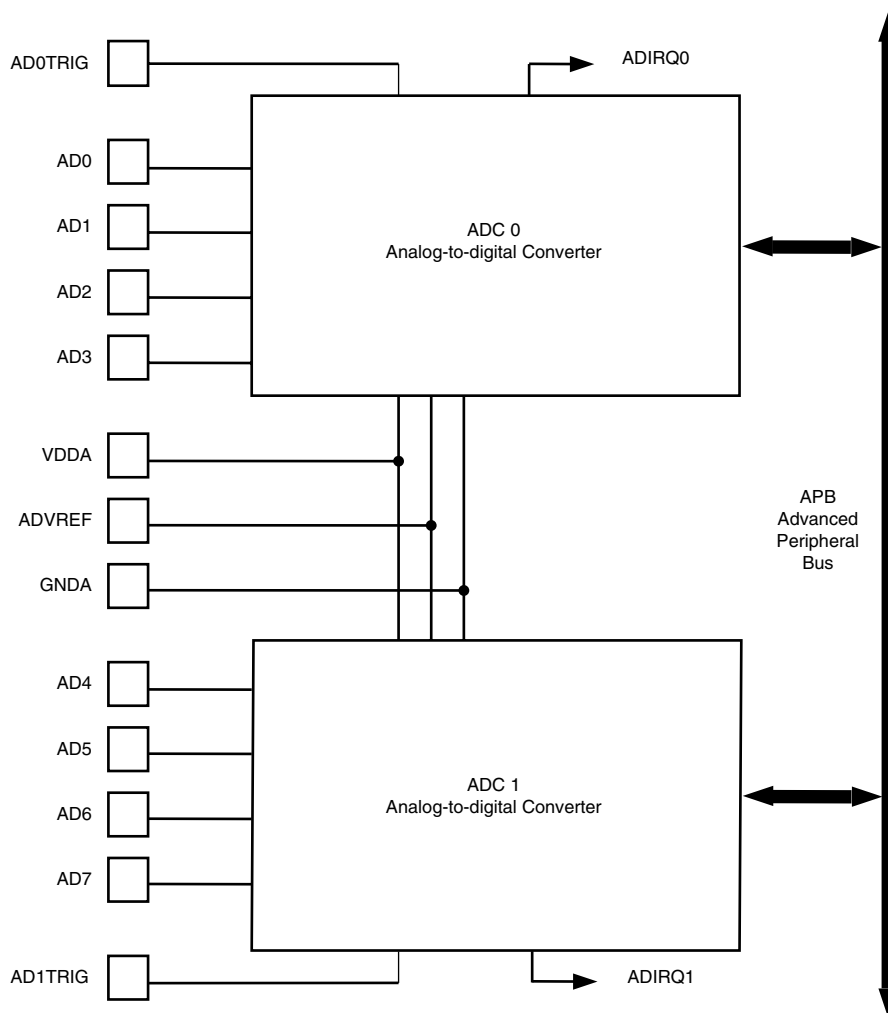 AD0TRIG
ADIRQ0
AD0
AD1
ADC 0
Analog-to-digital Converter
AD2
AD3
VDDA
ADVREF
GNDA
APB
Advanced
Peripheral
Bus
AD4
AD5
ADC 1
Analog-to-digital Converter
AD6
AD7
AD1TRIG
ADIRQ1